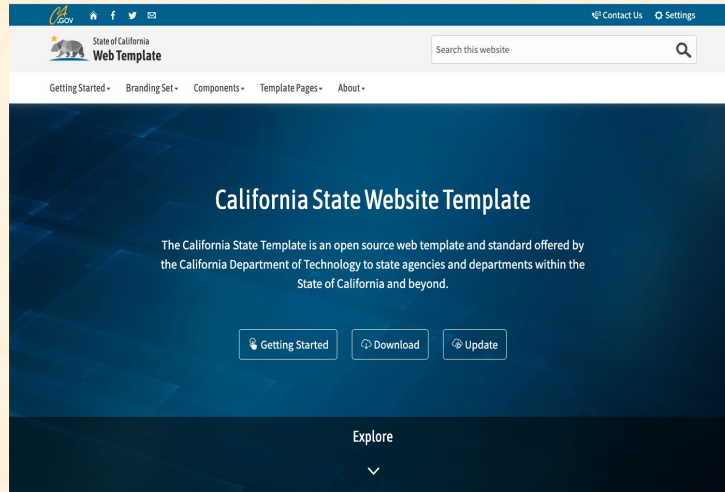 CA.GOV
Contact Us Settings
State of California
Web Template
Search this website
Getting Started Branding Set Components Template Pages About
California State Website Template
The California State Template is an open source web template and standard offered by
the California Department of Technology to state agencies and departments within the
State of California and beyond.
Getting Started Download Update
Explore